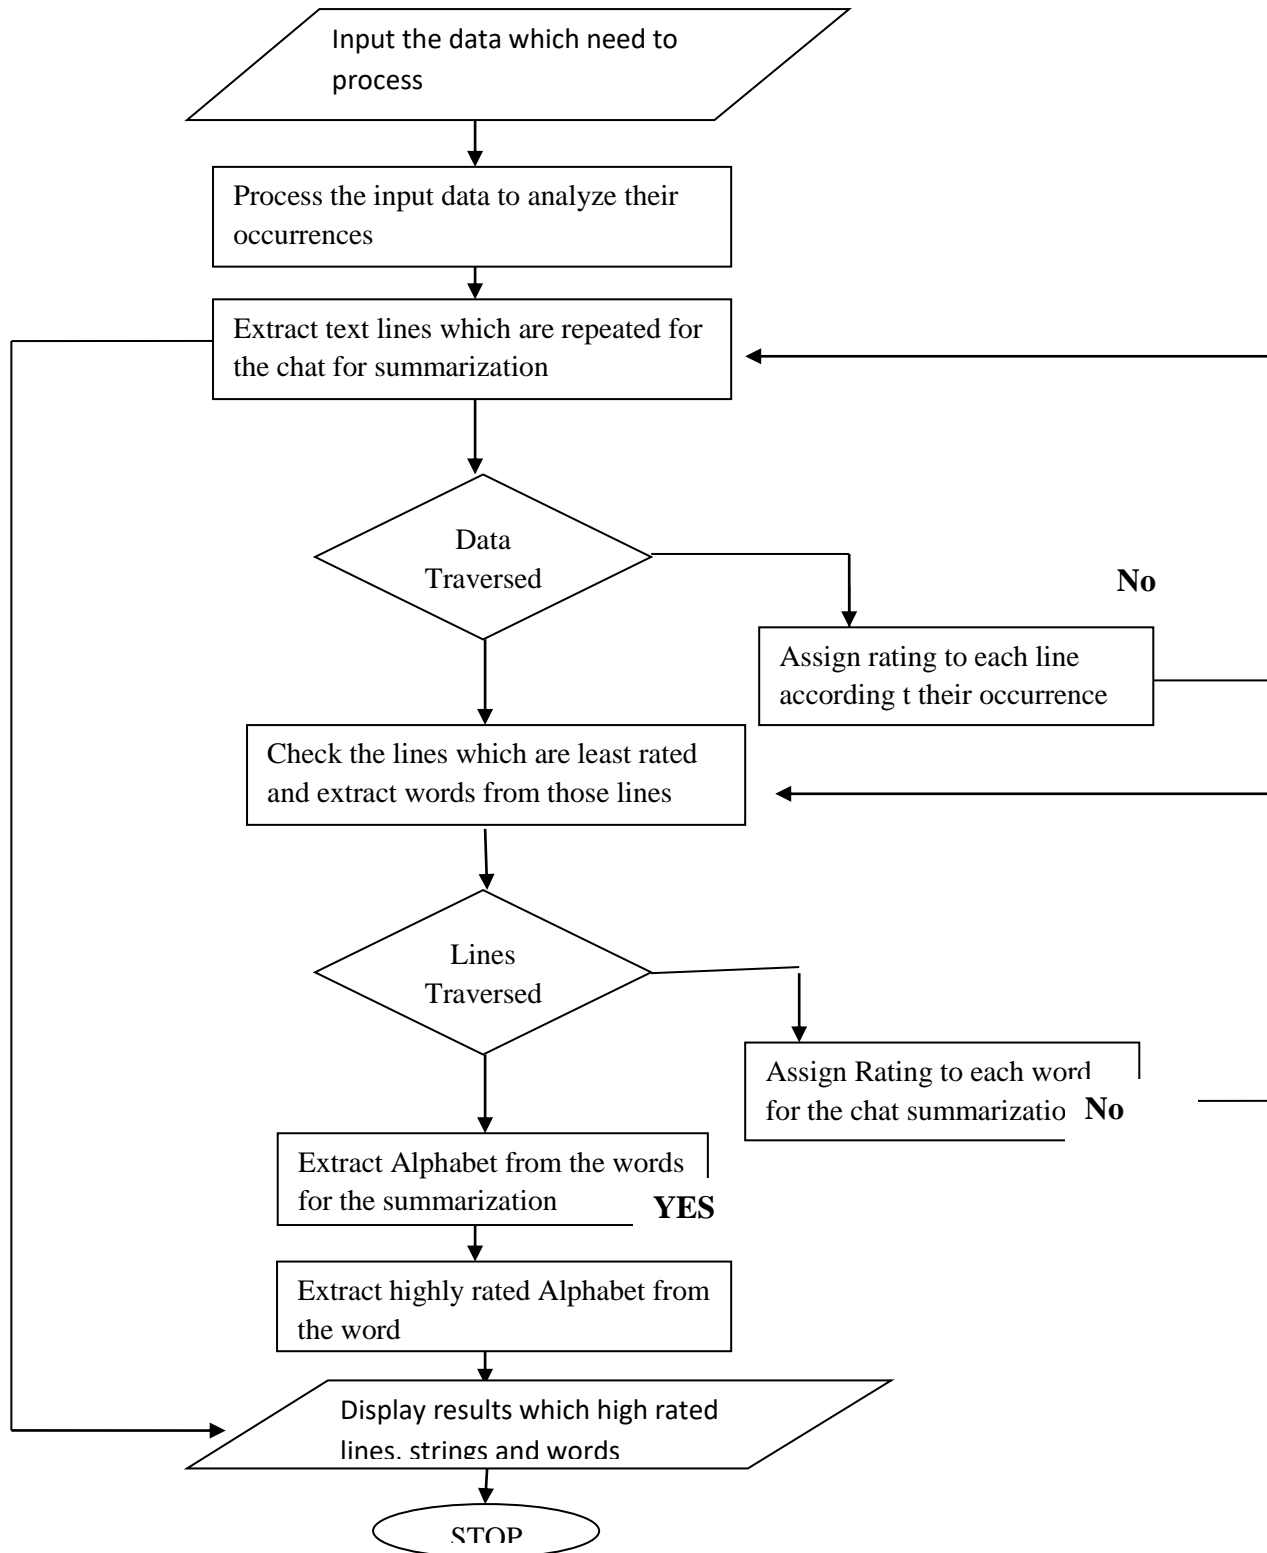 Input the data which need to
process
Process the input data to analyze their
occurrences
Extract text lines which are repeated for
the chat for summarization
Data
Traversed
No
Assign rating to each line
according t their occurrence
Check the lines which are least rated
and extract words from those lines
Lines
Traversed
Assign Rating to each word
for the chat summarizatio
No
Extract Alphabet from the words
for the summarization
YES
Extract highly rated Alphabet from
the word
Display results which high rated
lines, strings and words
STOP